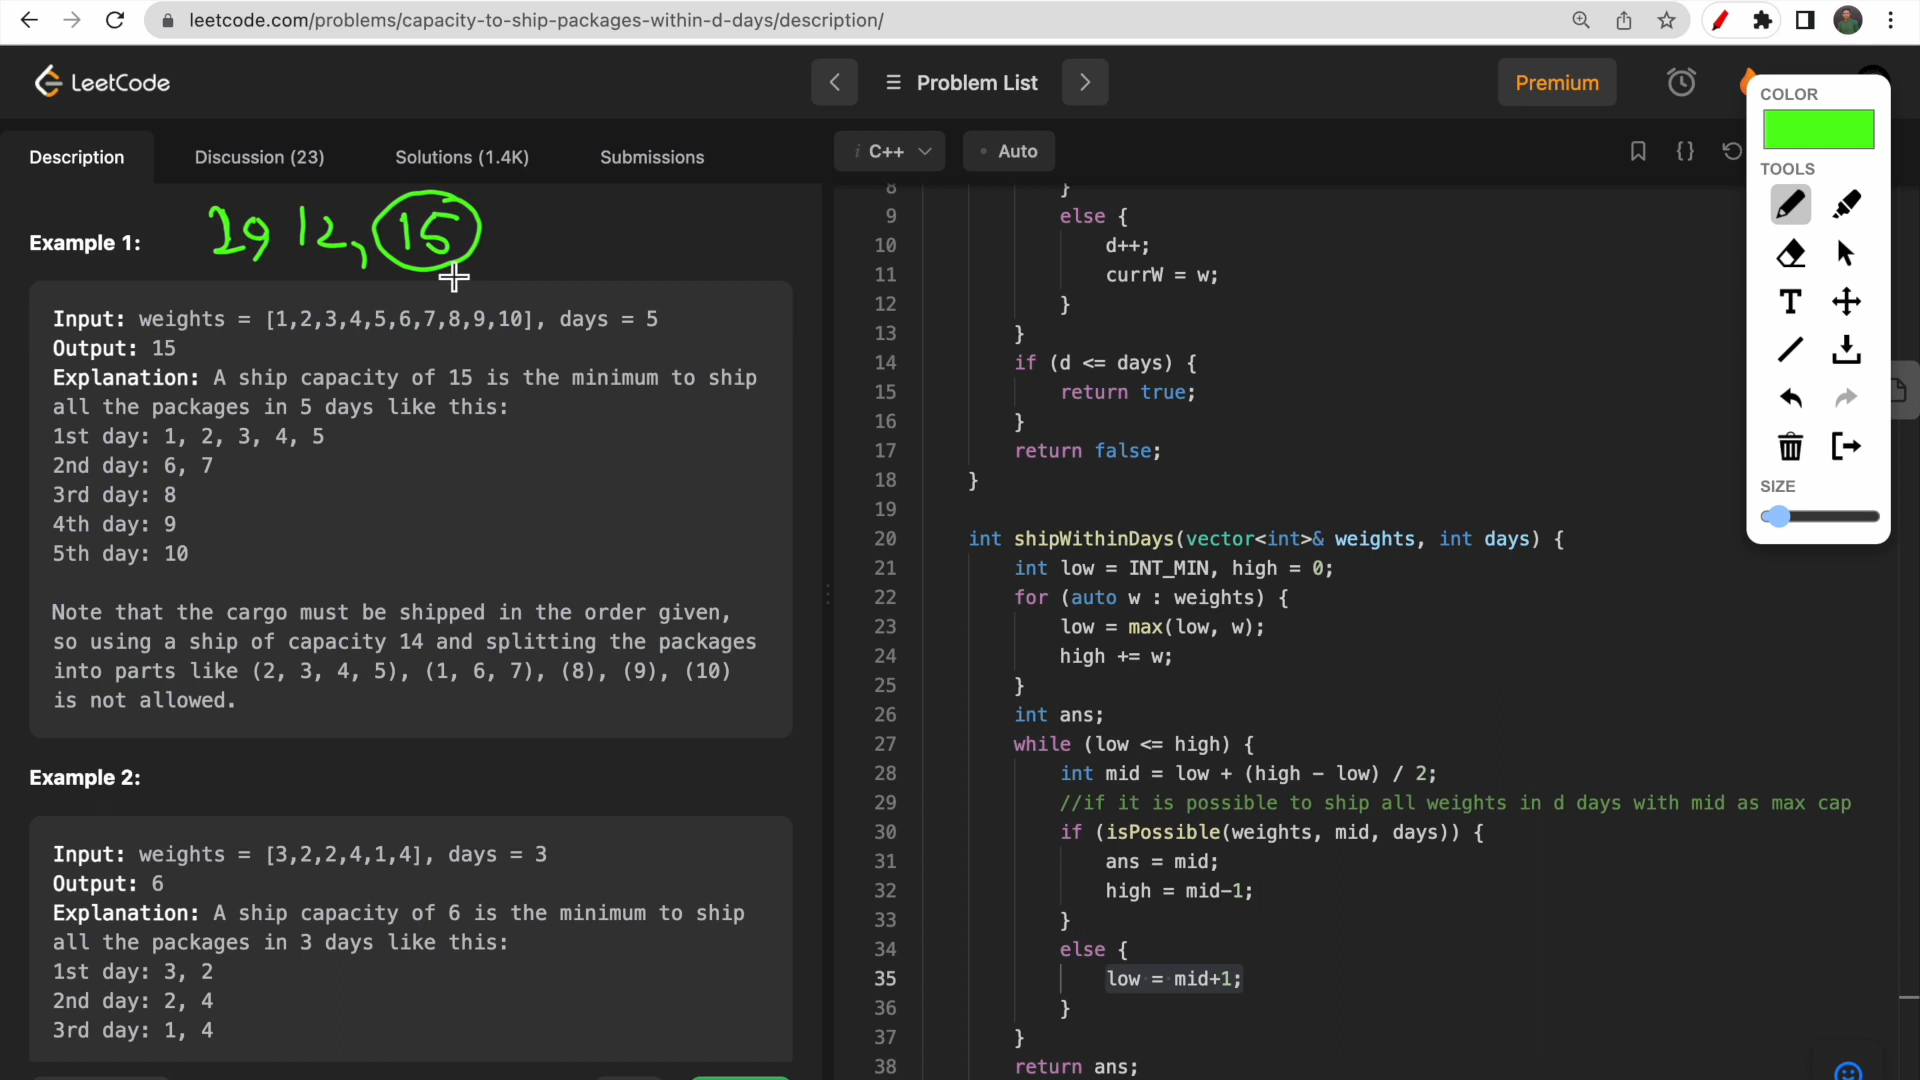 leetcode.com/problems/capacity-to-ship-packages-within-d-days/description/
LeetCode
Problem List
Premium
Description
Discussion (23)
Solutions (1.4K)
Submissions
29 12, 15
Example 1:
Input: weights = [1,2,3,4,5,6,7,8,9,10], days = 5
Output: 15
Explanation: A ship capacity of 15 is the minimum to ship
all the packages in 5 days like this:
1st day: 1, 2, 3, 4, 5
2nd day: 6, 7
3rd day: 8
4th day: 9
5th day: 10
Note that the cargo must be shipped in the order given,
so using a ship of capacity 14 and splitting the packages
into parts like (2, 3, 4, 5), (1, 6, 7), (8), (9), (10)
is not allowed.
Example 2:
Input: weights = [3,2,2,4,1,4], days = 3
Output: 6
Explanation: A ship capacity of 6 is the minimum to ship
all the packages in 3 days like this:
1st day: 3, 2
2nd day: 2, 4
3rd day: 1, 4
i C++
• Auto
{}
8 }
9 else {
10 d++;
11 currW = w;
12 }
13 }
14 if (d <= days) {
15 return true;
16 }
17 return false;
18 }
19
20 int shipWithinDays(vector<int>& weights, int days) {
21 int low = INT_MIN, high = 0;
22 for (auto w : weights) {
23 low = max(low, w);
24 high += w;
25 }
26 int ans;
27 while (low <= high) {
28 int mid = low + (high - low) / 2;
29 //if it is possible to ship all weights in d days with mid as max cap
30 if (isPossible(weights, mid, days)) {
31 ans = mid;
32 high = mid-1;
33 }
34 else {
35 low = mid+1;
36 }
37 }
38 return ans;
COLOR
TOOLS
T
SIZE